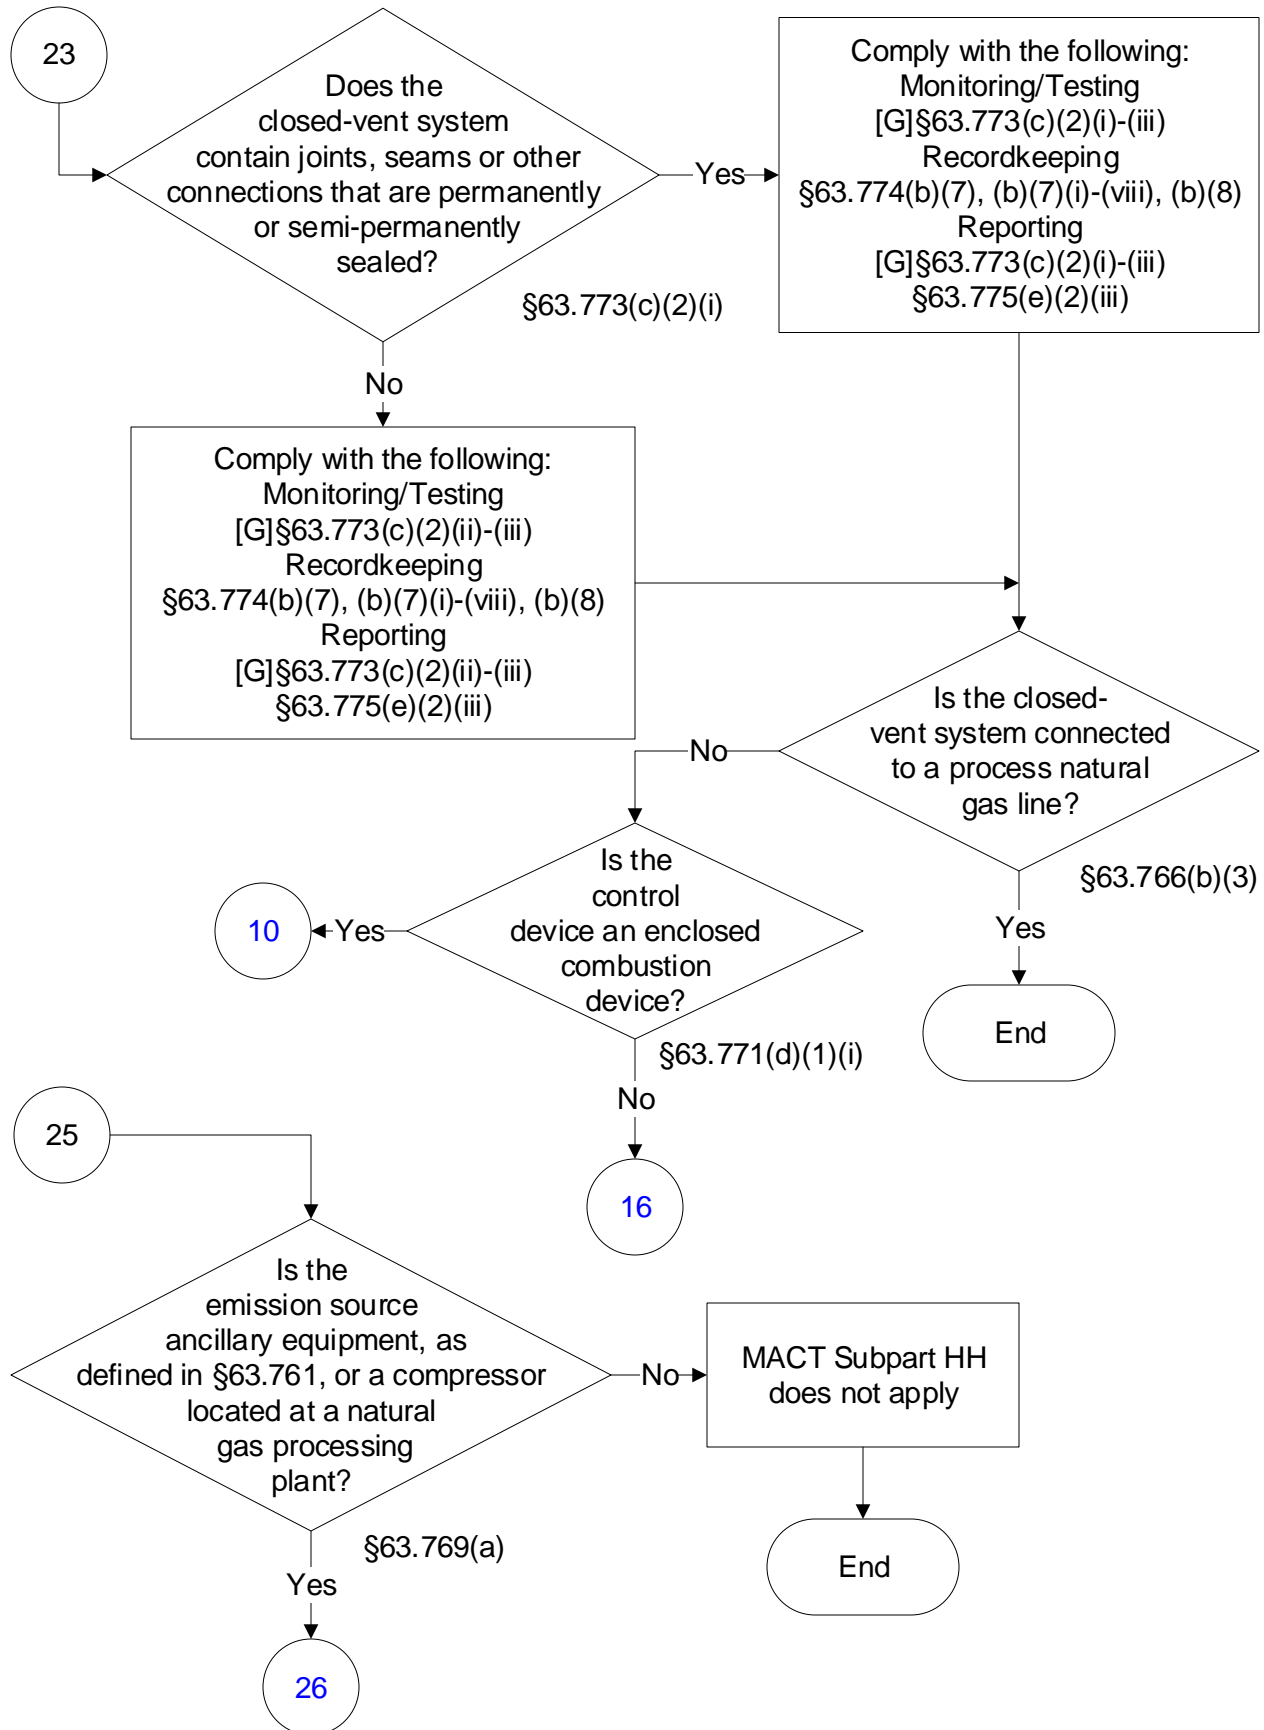 23
Does the
closed-vent system
contain joints, seams or other
connections that are permanently
or semi-permanently
sealed?
§63.773(c)(2)(i)
Yes
Comply with the following:
Monitoring/Testing
[G]§63.773(c)(2)(i)-(iii)
Recordkeeping
§63.774(b)(7), (b)(7)(i)-(viii), (b)(8)
Reporting
[G]§63.773(c)(2)(i)-(iii)
§63.775(e)(2)(iii)
No
Comply with the following:
Monitoring/Testing
[G]§63.773(c)(2)(ii)-(iii)
Recordkeeping
§63.774(b)(7), (b)(7)(i)-(viii), (b)(8)
Reporting
[G]§63.773(c)(2)(ii)-(iii)
§63.775(e)(2)(iii)
Is the closed-
vent system connected
to a process natural
gas line?
§63.766(b)(3)
No
Yes
End
Is the
control
device an enclosed
combustion
device?
§63.771(d)(1)(i)
Yes
10
No
16
25
Is the
emission source
ancillary equipment, as
defined in §63.761, or a compressor
located at a natural
gas processing
plant?
§63.769(a)
No
MACT Subpart HH
does not apply
End
Yes
26